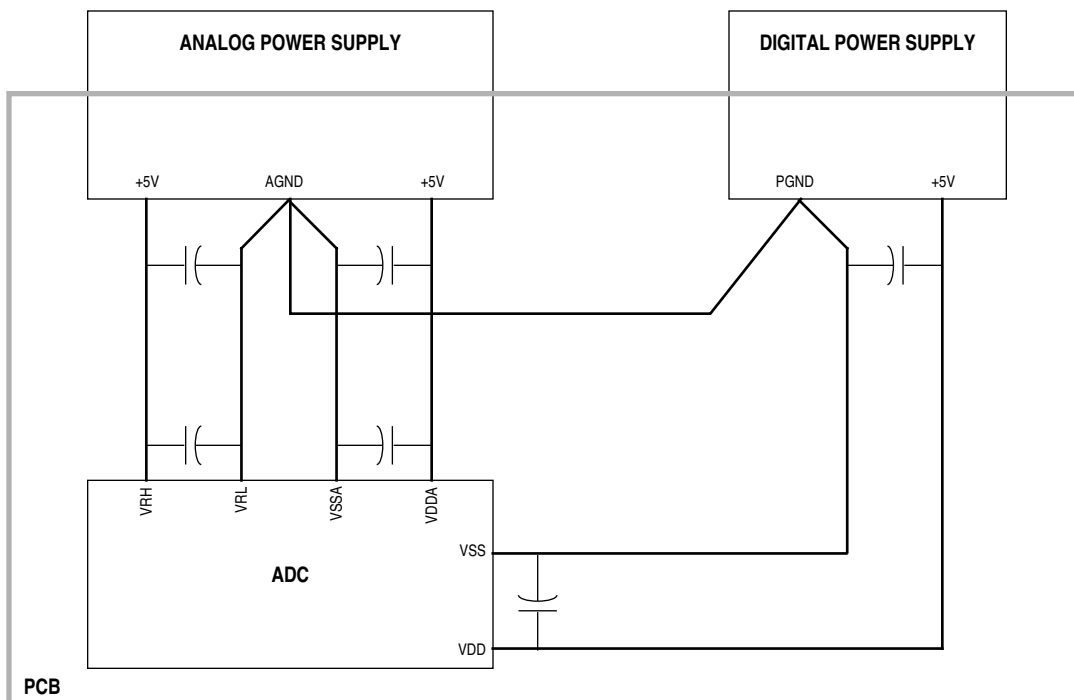 ANALOG POWER SUPPLY
DIGITAL POWER SUPPLY
+5V
AGND
+5V
PGND
+5V
VRH
VRL
VSSA
VDDA
VSS
ADC
VDD
PCB